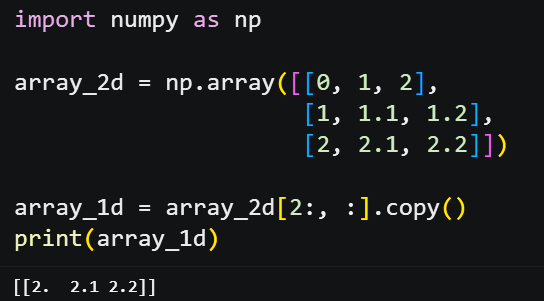 import numpy as np
array_2d = np.array([[0, 1, 2],
[1, 1.1, 1.2],
[2, 2.1, 2.2]])
array_1d = array_2d[2:, :].copy()
print(array_1d)
[[2.  2.1 2.2]]